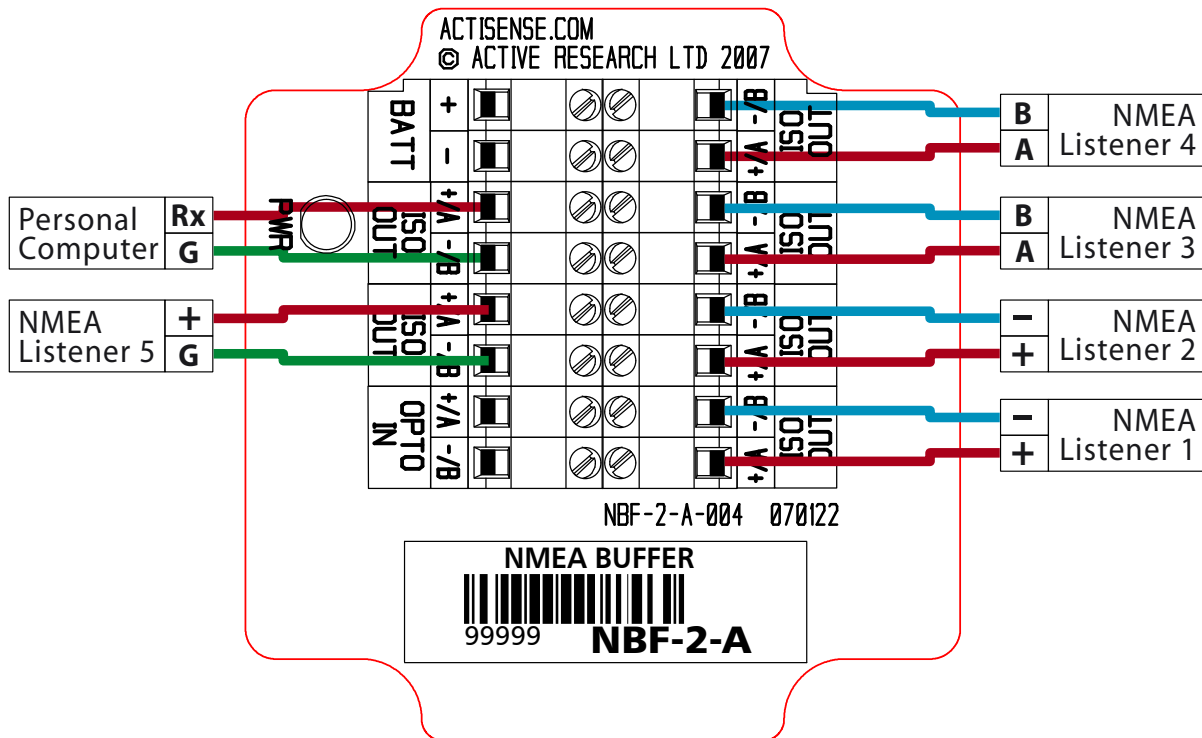 ACTISENSE.COM
© ACTIVE RESEARCH LTD 2007
BATT
+
-
PWR
ISO OUT
+/A
-/B
ISO OUT
+/A
-/B
OPTO IN
+/A
-/B
-/B
+/A
ISO OUT
-/B
+/A
ISO OUT
-/B
+/A
ISO OUT
-/B
+/A
ISO OUT
Personal Computer
Rx
G
NMEA
Listener 5
+
G
B
A
NMEA
Listener 4
B
A
NMEA
Listener 3
-
+
NMEA
Listener 2
-
+
NMEA
Listener 1
NBF-2-A-004 070122
NMEA BUFFER
99999 NBF-2-A